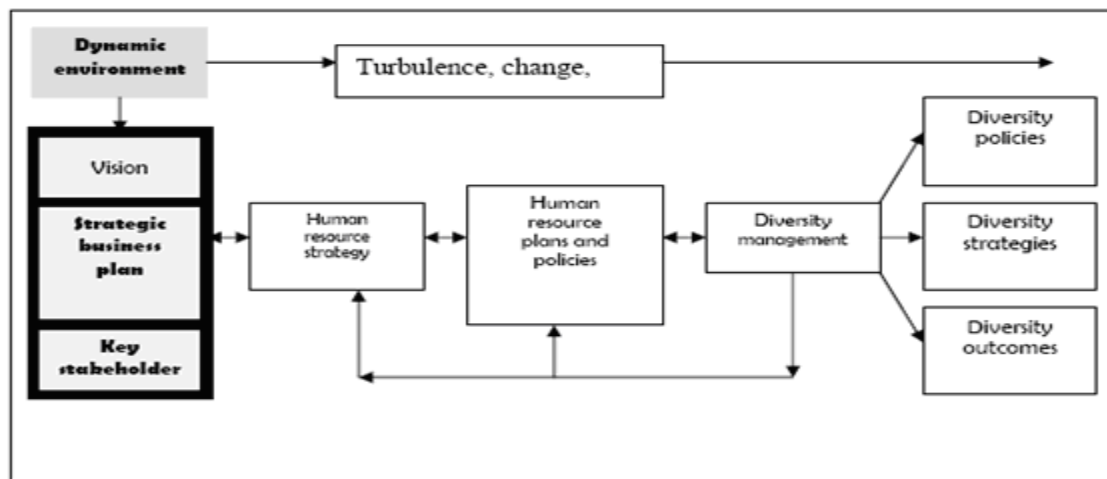 Dynamic
environment
Turbulence, change,
Vision
Strategic
business
plan
Key
stakeholder
Human
resource
strategy
Human
resource
plans and
policies
Diversity
management
Diversity
policies
Diversity
strategies
Diversity
outcomes